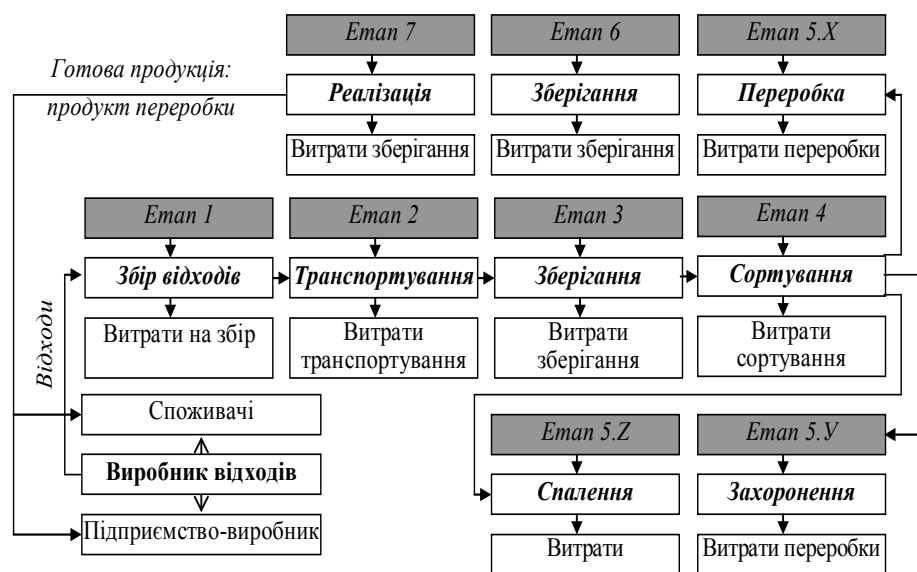 Етап 7
Етап 6
Етап 5.Х
Готова продукція:
продукт переробки
Реалізація
Зберігання
Переробка
Витрати зберігання
Витрати зберігання
Витрати переробки
Етап 1
Етап 2
Етап 3
Етап 4
Відходи
Збір відходів
Транспортування
Зберігання
Сортування
Витрати на збір
Витрати
транспортування
Витрати
зберігання
Витрати
сортування
Споживачі
Виробник відходів
Підприємство-виробник
Етап 5.Z
Етап 5.У
Спалення
Захоронення
Витрати
Витрати переробки